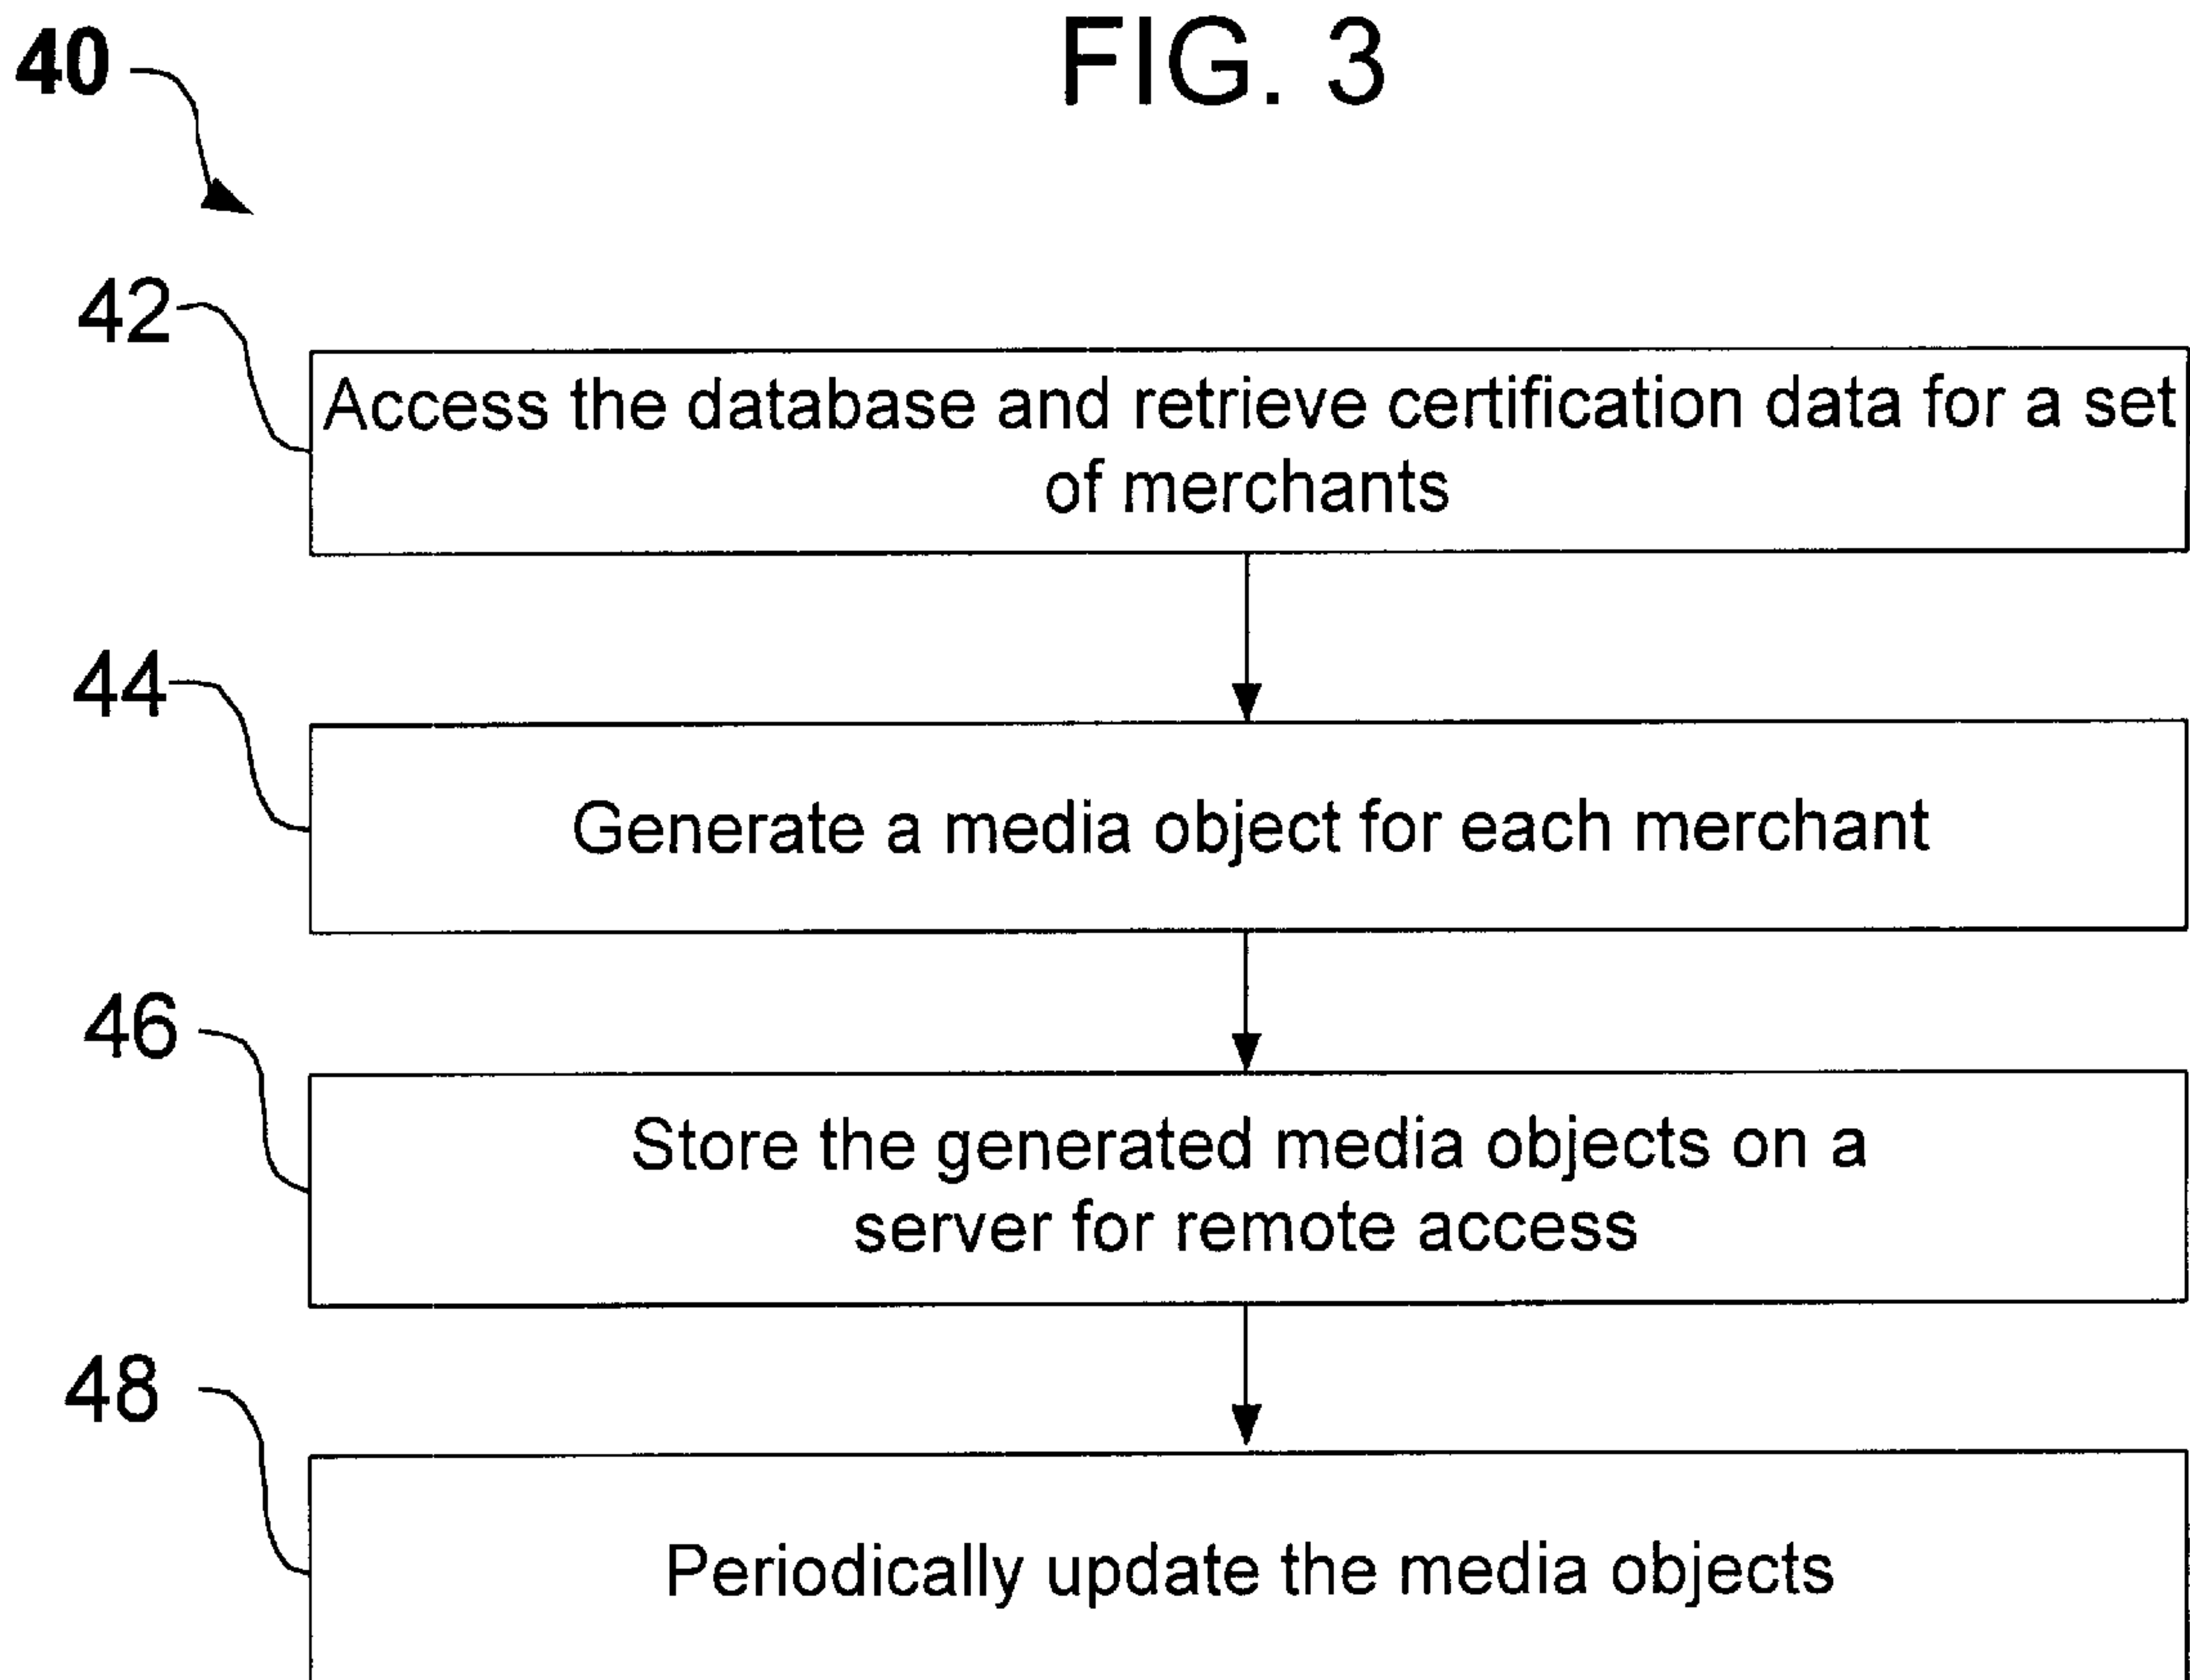 FIG. 3
40
42
Access the database and retrieve certification data for a set
of merchants
44
Generate a media object for each merchant
46
Store the generated media objects on a
server for remote access
48
Periodically update the media objects